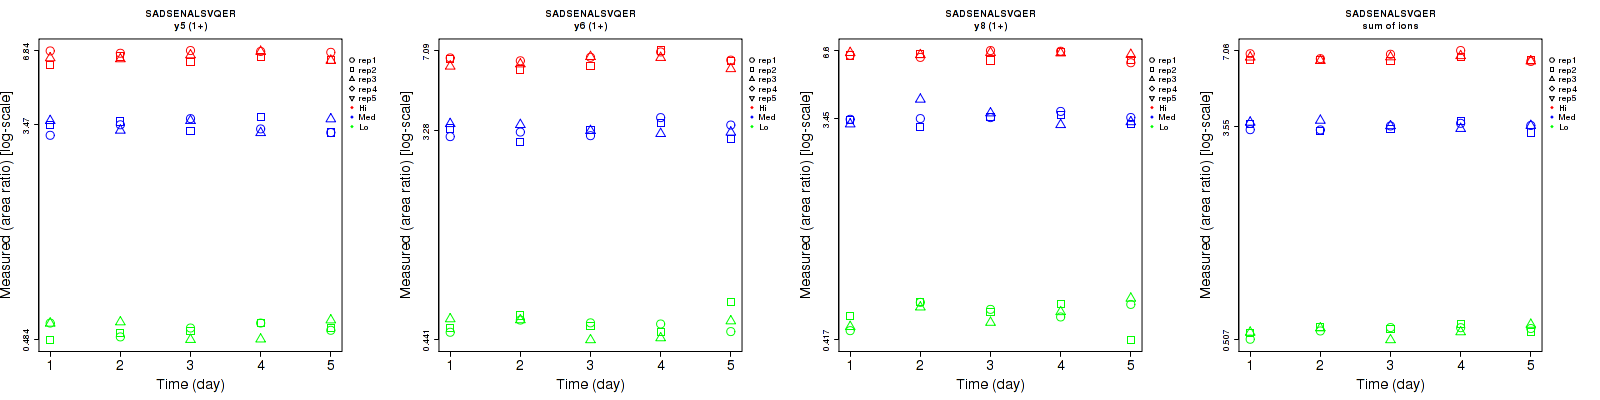 SADSENALSVQER
y5 (1+)
Measured (area ratio) [log-scale]
6.84
3.47
0.484
1 2 3 4 5
Time (day)
rep1
rep2
rep3
rep4
rep5
Hi
Med
Lo
SADSENALSVQER
y6 (1+)
Measured (area ratio) [log-scale]
7.09
3.28
0.441
1 2 3 4 5
Time (day)
rep1
rep2
rep3
rep4
rep5
Hi
Med
Lo
SADSENALSVQER
y8 (1+)
Measured (area ratio) [log-scale]
6.6
3.45
0.417
1 2 3 4 5
Time (day)
rep1
rep2
rep3
rep4
rep5
Hi
Med
Lo
SADSENALSVQER
sum of ions
Measured (area ratio) [log-scale]
7.06
3.55
0.507
1 2 3 4 5
Time (day)
rep1
rep2
rep3
rep4
rep5
Hi
Med
Lo